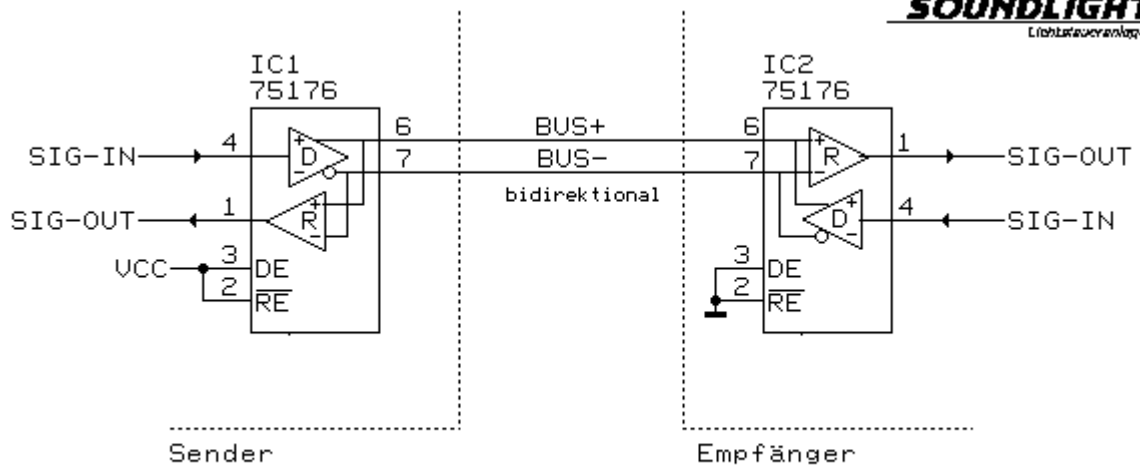 SOUNDLIGHT
Lichtsteueranlage
IC1
75176
IC2
75176
SIG-IN
4
D
6
BUS+
6
R
1
SIG-OUT
7
BUS-
7
bidirektional
SIG-OUT
1
R
D
4
SIG-IN
VCC
3
DE
2
RE
3
DE
2
RE
Sender
Empfänger